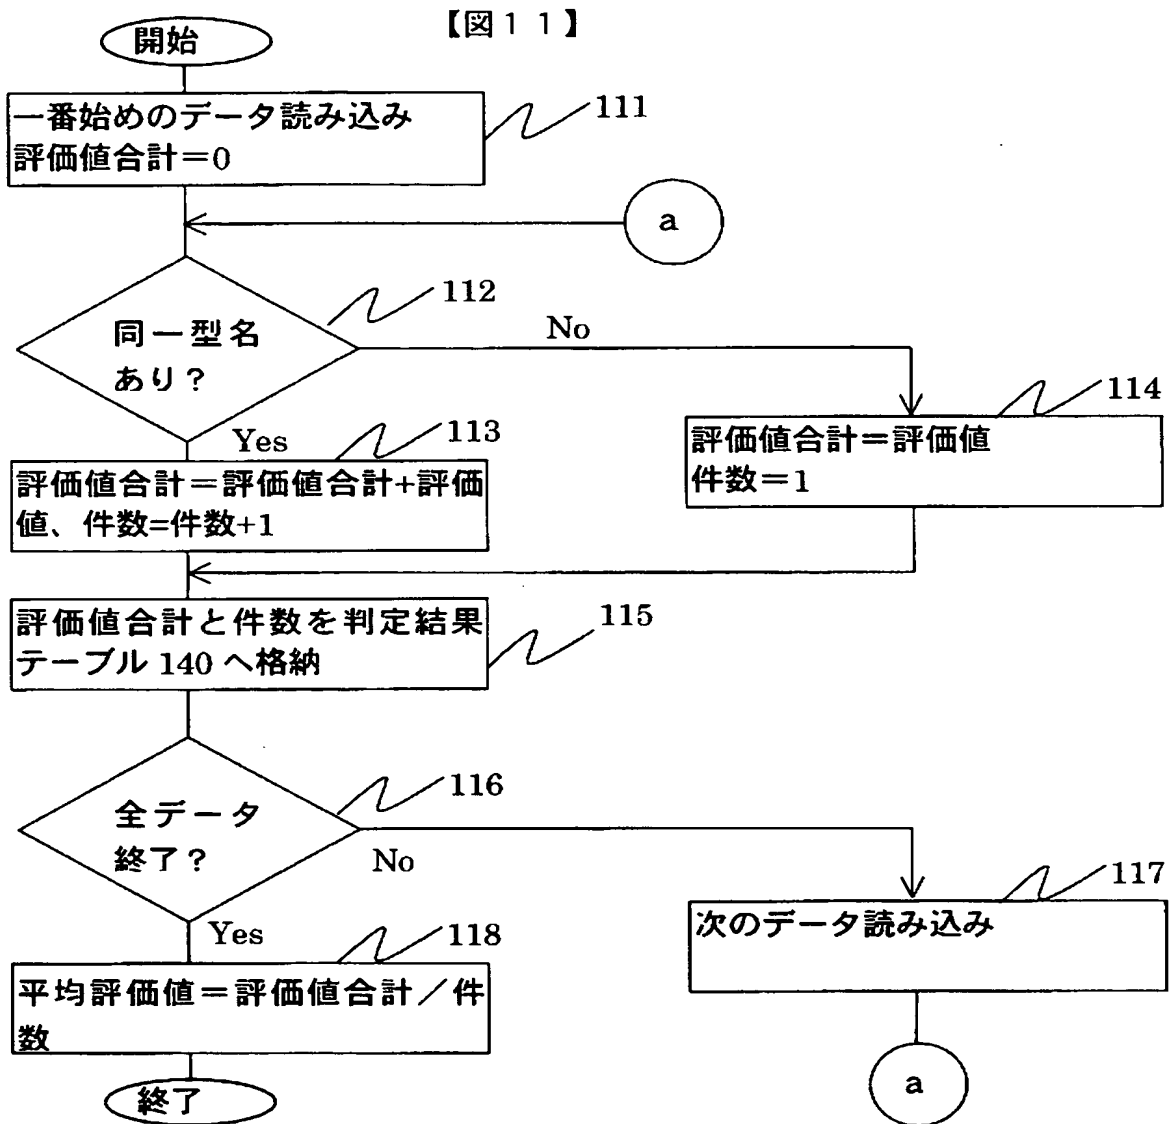 【図11】
開始
一番始めのデータ読み込み
評価値合計=0
111
a
同一型名
あり?
112
No
Yes
113
評価値合計=評価値合計+評価
値、件数=件数+1
114
評価値合計=評価値
件数=1
評価値合計と件数を判定結果
テーブル 140 へ格納
115
全データ
終了?
116
No
Yes
117
次のデータ読み込み
118
平均評価値=評価値合計/件
数
a
終了